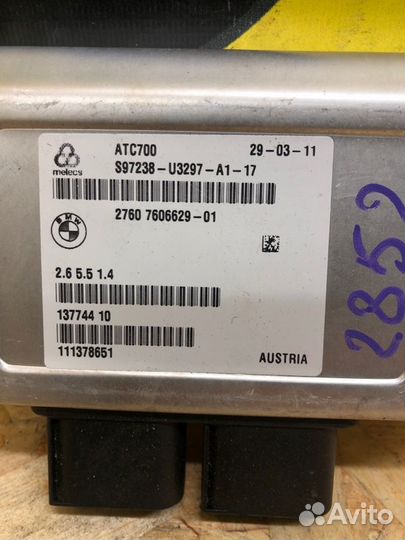 ATC700 29-03-11
melecs S97238-U3297-A1-17
BMW 2760 7606629-01
2.6 5.5 1.4
137744 10
111378651 AUSTRIA
2852
Avito